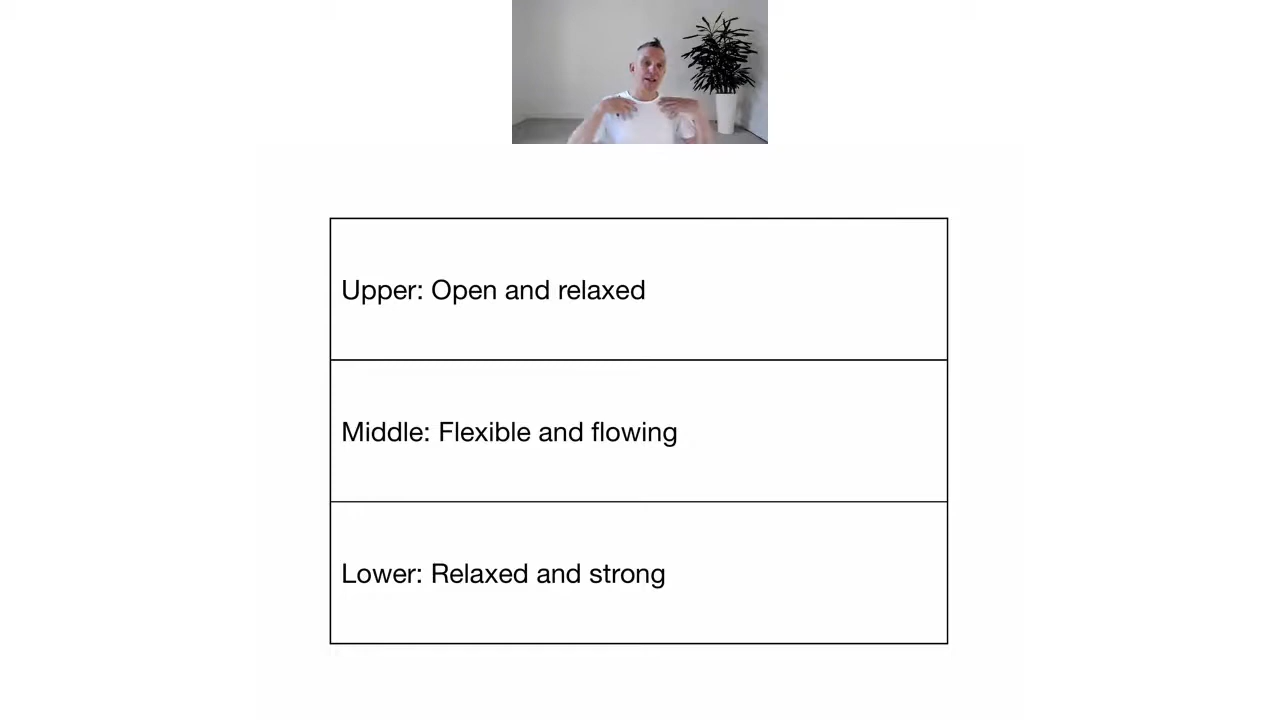 Upper: Open and relaxed
Middle: Flexible and flowing
Lower: Relaxed and strong